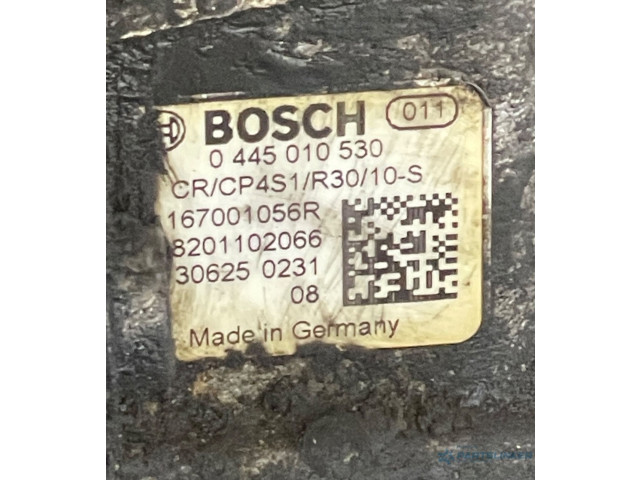 BOSCH 011
0 445 010 530
CR/CP4S1/R30/10-S
167001056R
8201102066
30625 0231
08
Made in Germany